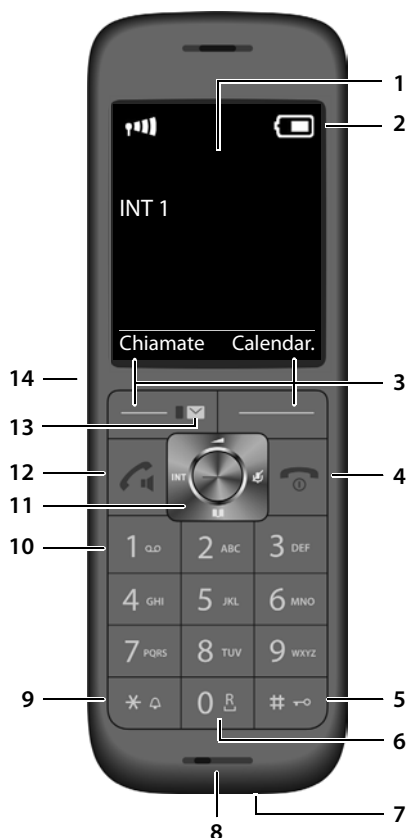 1
2
INT 1
Chiamate Calendar.
14
3
13
12
4
INT
11
10
1
2 ABC
3 DEF
4 GHI
5 JKL
6 MNO
7 PQRS
8 TUV
9 WXYZ
9
* 
0 R
#
5
6
7
8